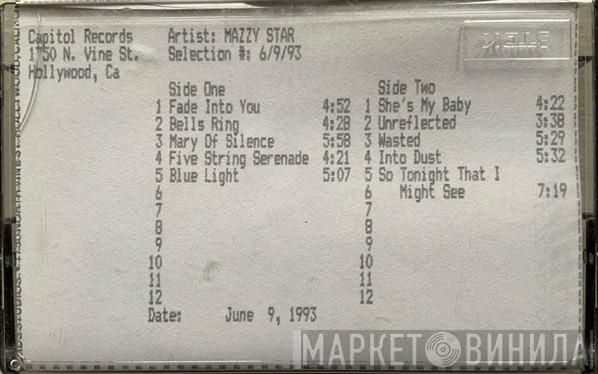 Capitol Records Artist: MAZZY STAR
1750 N. Vine St. Selection #: 6/9/93
Hollywood, Ca
Side One Side Two
1 Fade Into You 4:52 1 She's My Baby 4:22
2 Bells Ring 4:28 2 Unreflected 3:38
3 Mary Of Silence 5:58 3 Wasted 5:29
4 Five String Serenade 4:21 4 Into Dust 5:32
5 Blue Light 5:07 5 So Tonight That I
6 6 Might See 7:19
7 7
8 8
9 9
10 10
11 11
12 12
Date: June 9, 1993
МАРКЕТ ВИНИЛА